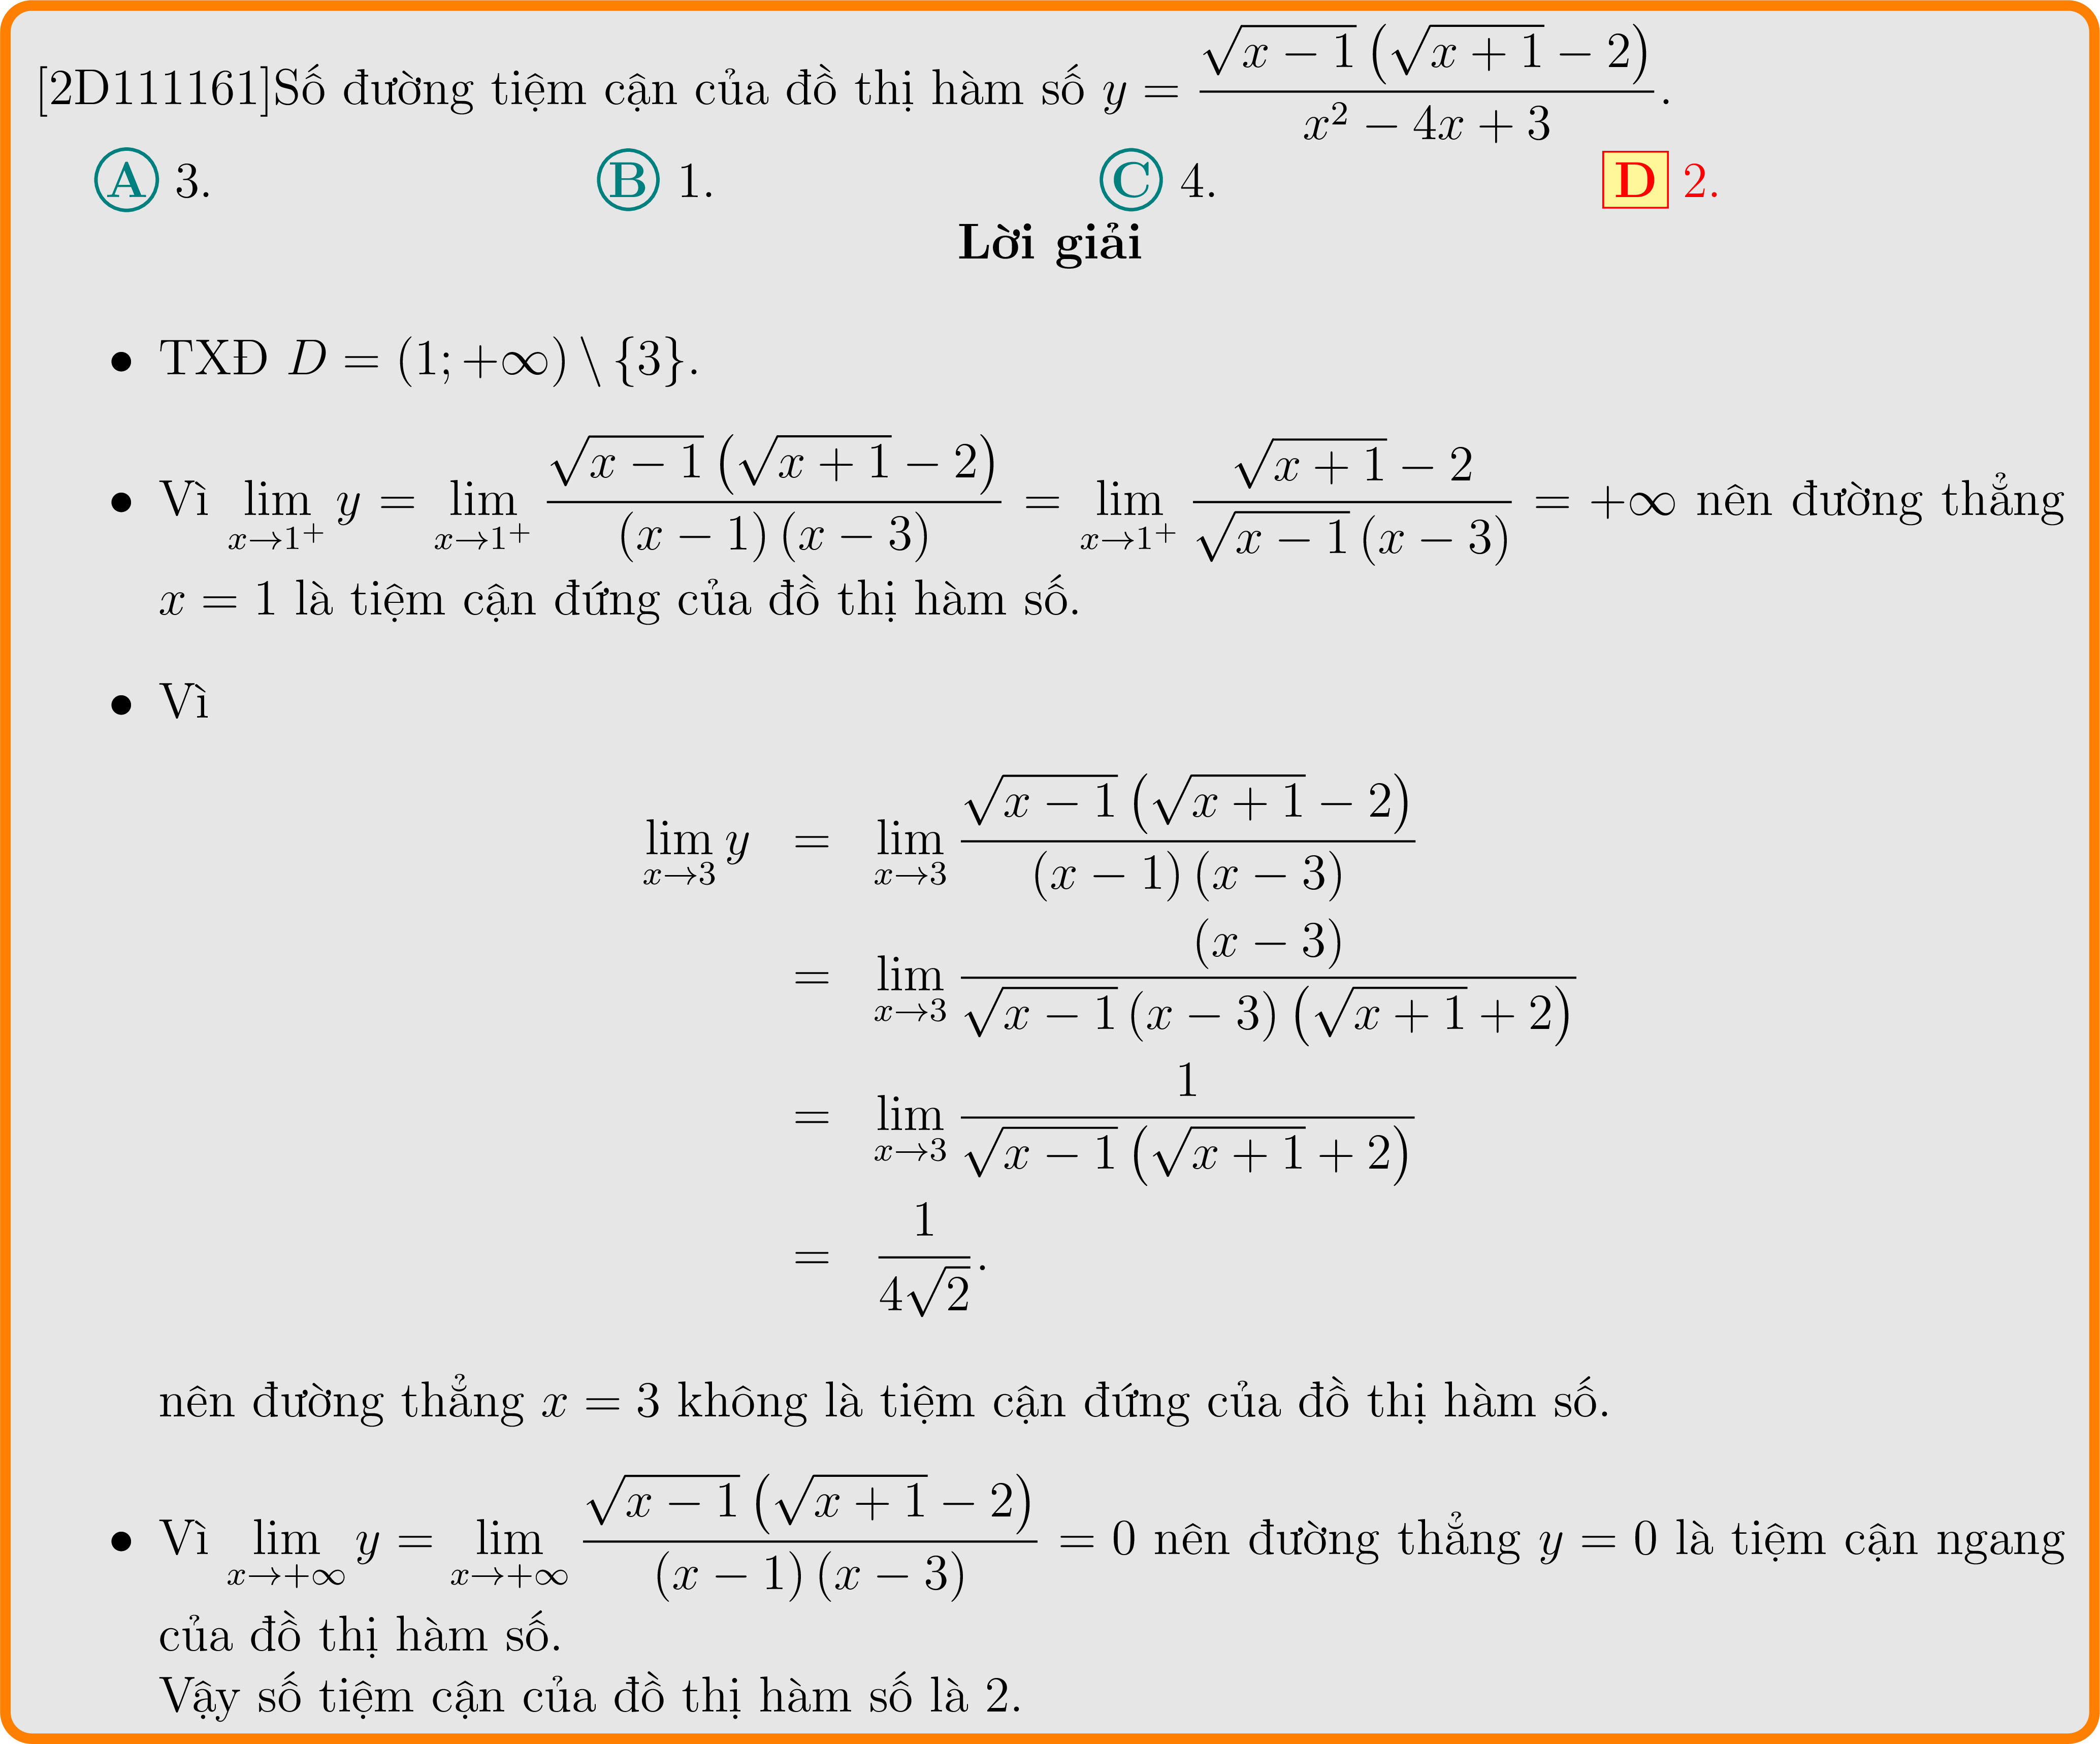 [2D111161]Số đường tiệm cận của đồ thị hàm số $y = \dfrac{\sqrt{x-1}\left(\sqrt{x+1}-2\right)}{x^2-4x+3}$.
A 3. B 1. C 4. D 2.
Lời giải
• TXĐ $D = (1; +\infty) \setminus \{3\}$.
• Vì $\lim\limits_{x \to 1^+} y = \lim\limits_{x \to 1^+} \dfrac{\sqrt{x-1}\left(\sqrt{x+1}-2\right)}{(x-1)(x-3)} = \lim\limits_{x \to 1^+} \dfrac{\sqrt{x+1}-2}{\sqrt{x-1}(x-3)} = +\infty$ nên đường thẳng
$x = 1$ là tiệm cận đứng của đồ thị hàm số.
• Vì
$\lim\limits_{x \to 3} y = \lim\limits_{x \to 3} \dfrac{\sqrt{x-1}\left(\sqrt{x+1}-2\right)}{(x-1)(x-3)}$
$= \lim\limits_{x \to 3} \dfrac{(x-3)}{\sqrt{x-1}(x-3)\left(\sqrt{x+1}+2\right)}$
$= \lim\limits_{x \to 3} \dfrac{1}{\sqrt{x-1}\left(\sqrt{x+1}+2\right)}$
$= \dfrac{1}{4\sqrt{2}}.$
nên đường thẳng $x = 3$ không là tiệm cận đứng của đồ thị hàm số.
• Vì $\lim\limits_{x \to +\infty} y = \lim\limits_{x \to +\infty} \dfrac{\sqrt{x-1}\left(\sqrt{x+1}-2\right)}{(x-1)(x-3)} = 0$ nên đường thẳng $y = 0$ là tiệm cận ngang
của đồ thị hàm số.
Vậy số tiệm cận của đồ thị hàm số là 2.